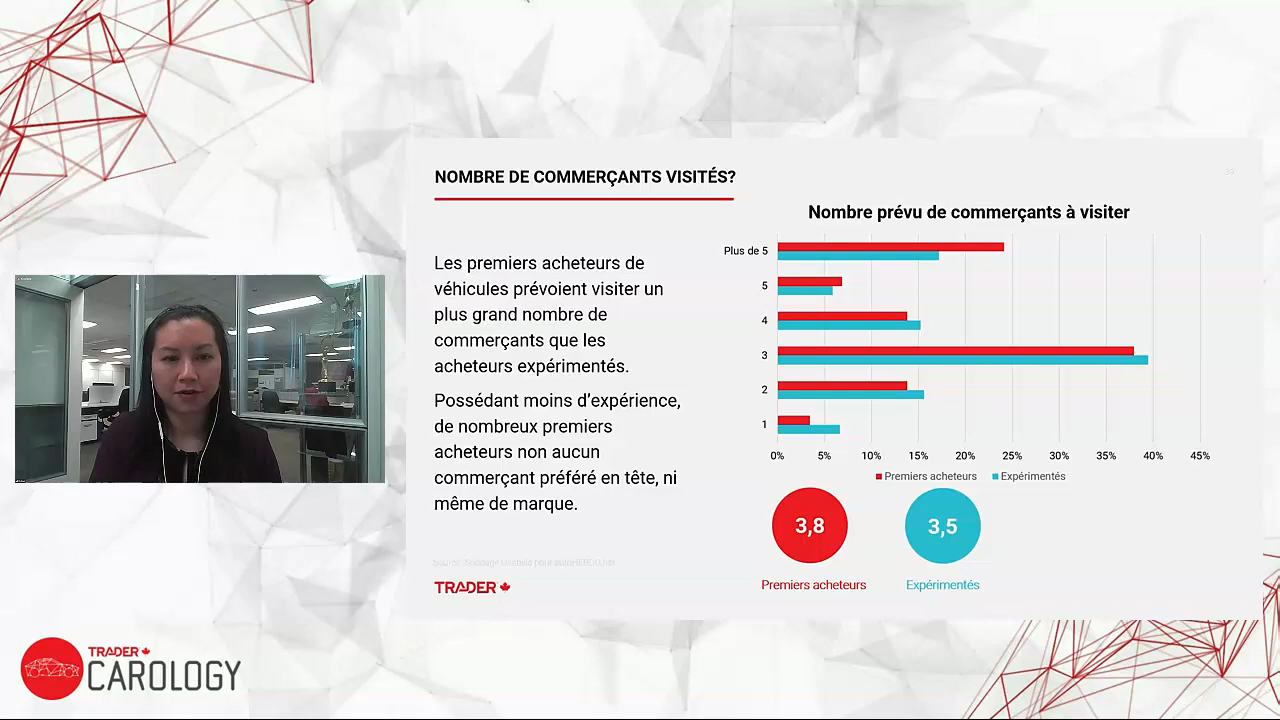 NOMBRE DE COMMERÇANTS VISITÉS?
Les premiers acheteurs de
véhicules prévoient visiter un
plus grand nombre de
commerçants que les
acheteurs expérimentés.
Possédant moins d'expérience,
de nombreux premiers
acheteurs non aucun
commerçant préféré en tête, ni
même de marque.
TRADER
Nombre prévu de commerçants à visiter
Plus de 5
5
4
3
2
1
0% 5% 10% 15% 20% 25% 30% 35% 40% 45%
Premiers acheteurs Expérimentés
3,8 3,5
Premiers acheteurs Expérimentés
TRADER
CAROLOGY